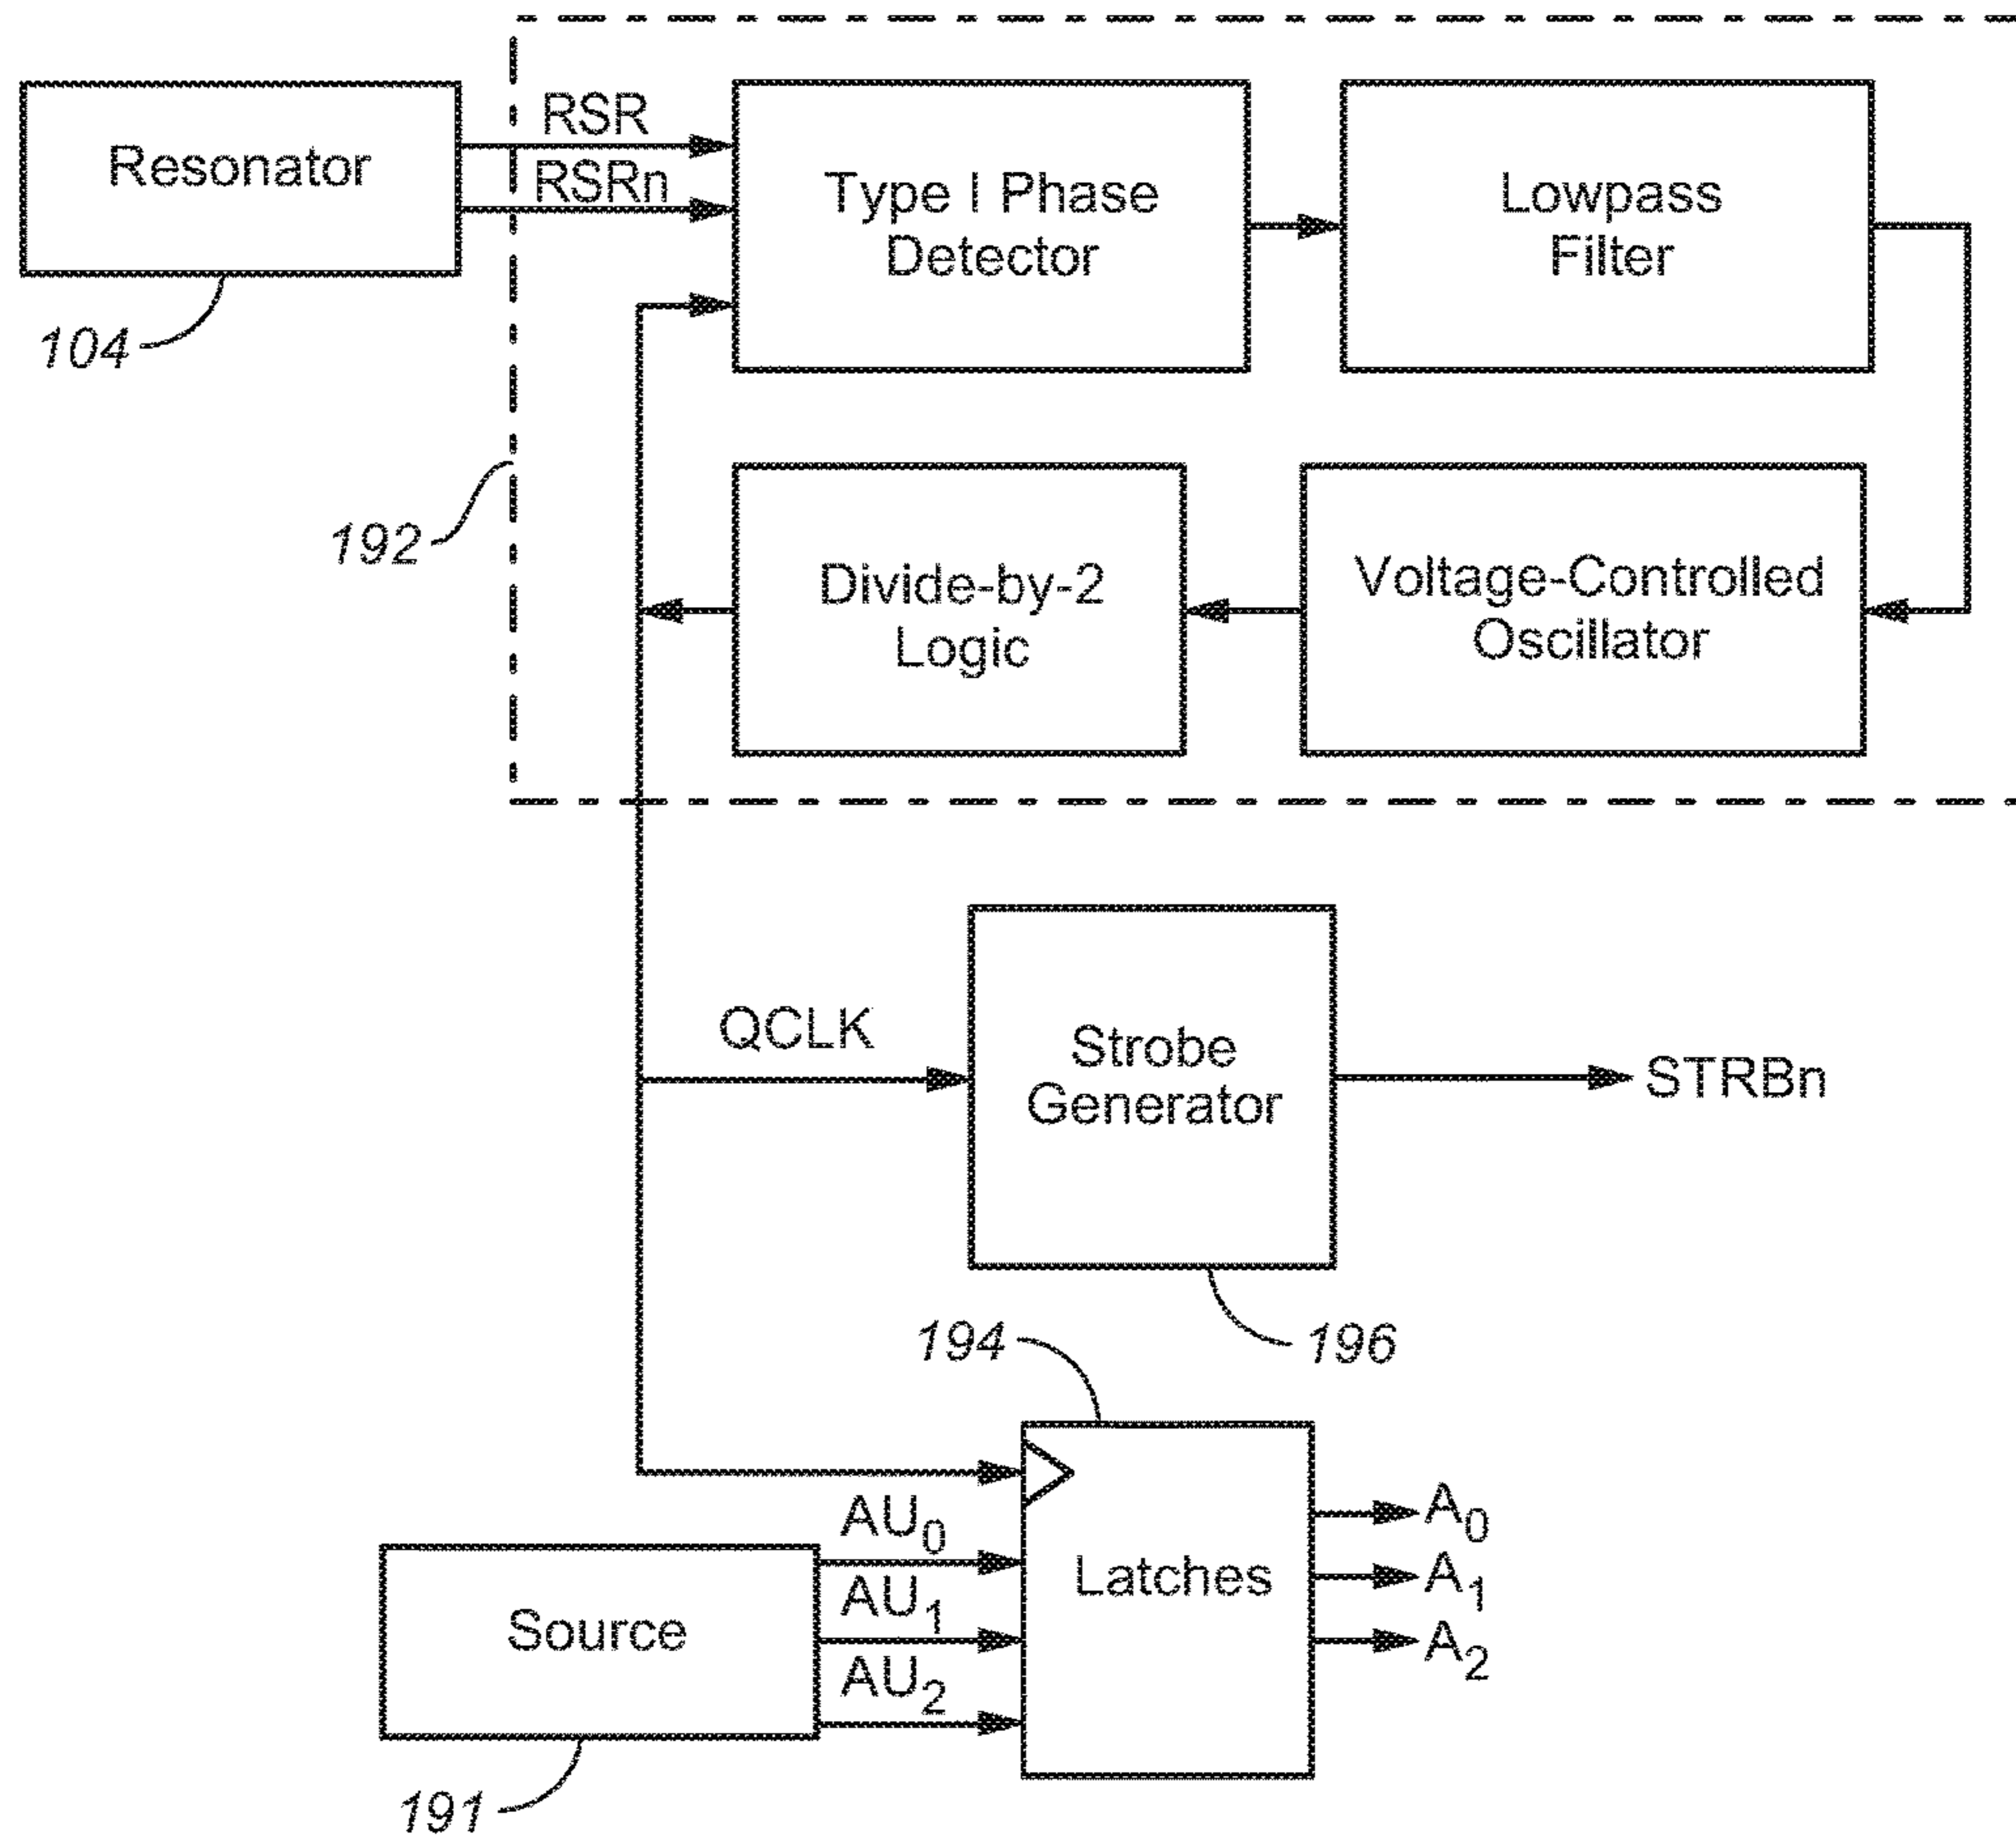 RSR
RSRn
Resonator
Type I Phase
Detector
Lowpass
Filter
104
192
Divide-by-2
Logic
Voltage-Controlled
Oscillator
QCLK
Strobe
Generator
STRBn
194
196
AU0
AU1
AU2
Latches
A0
A1
A2
Source
191